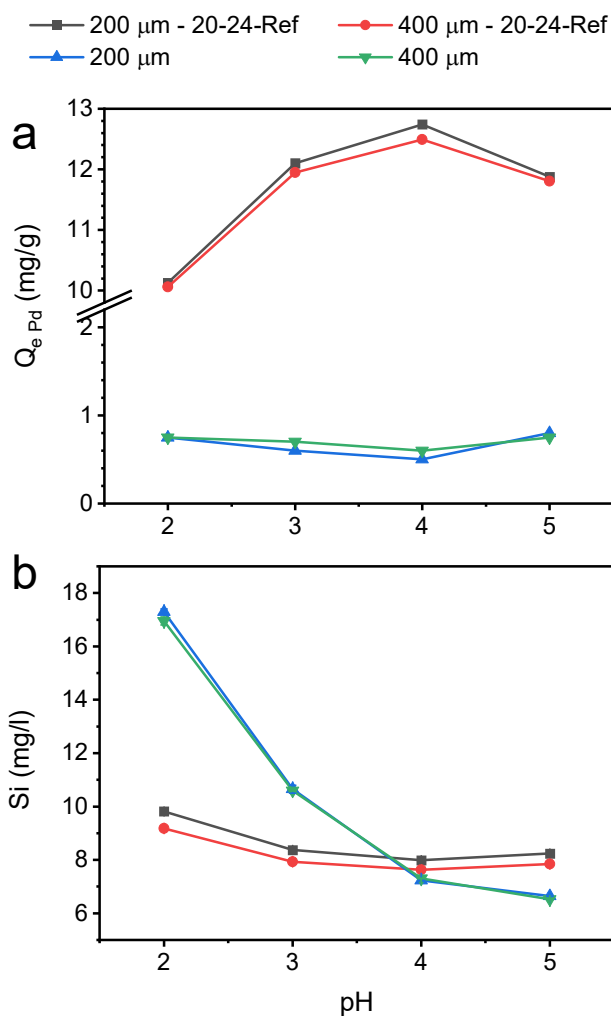 200 μm - 20-24-Ref 400 μm - 20-24-Ref
200 μm 400 μm
a
13
12
11
10
2
1
0
Qe Pd (mg/g)
2 3 4 5
b
18
16
14
12
10
8
6
Si (mg/l)
2 3 4 5
pH